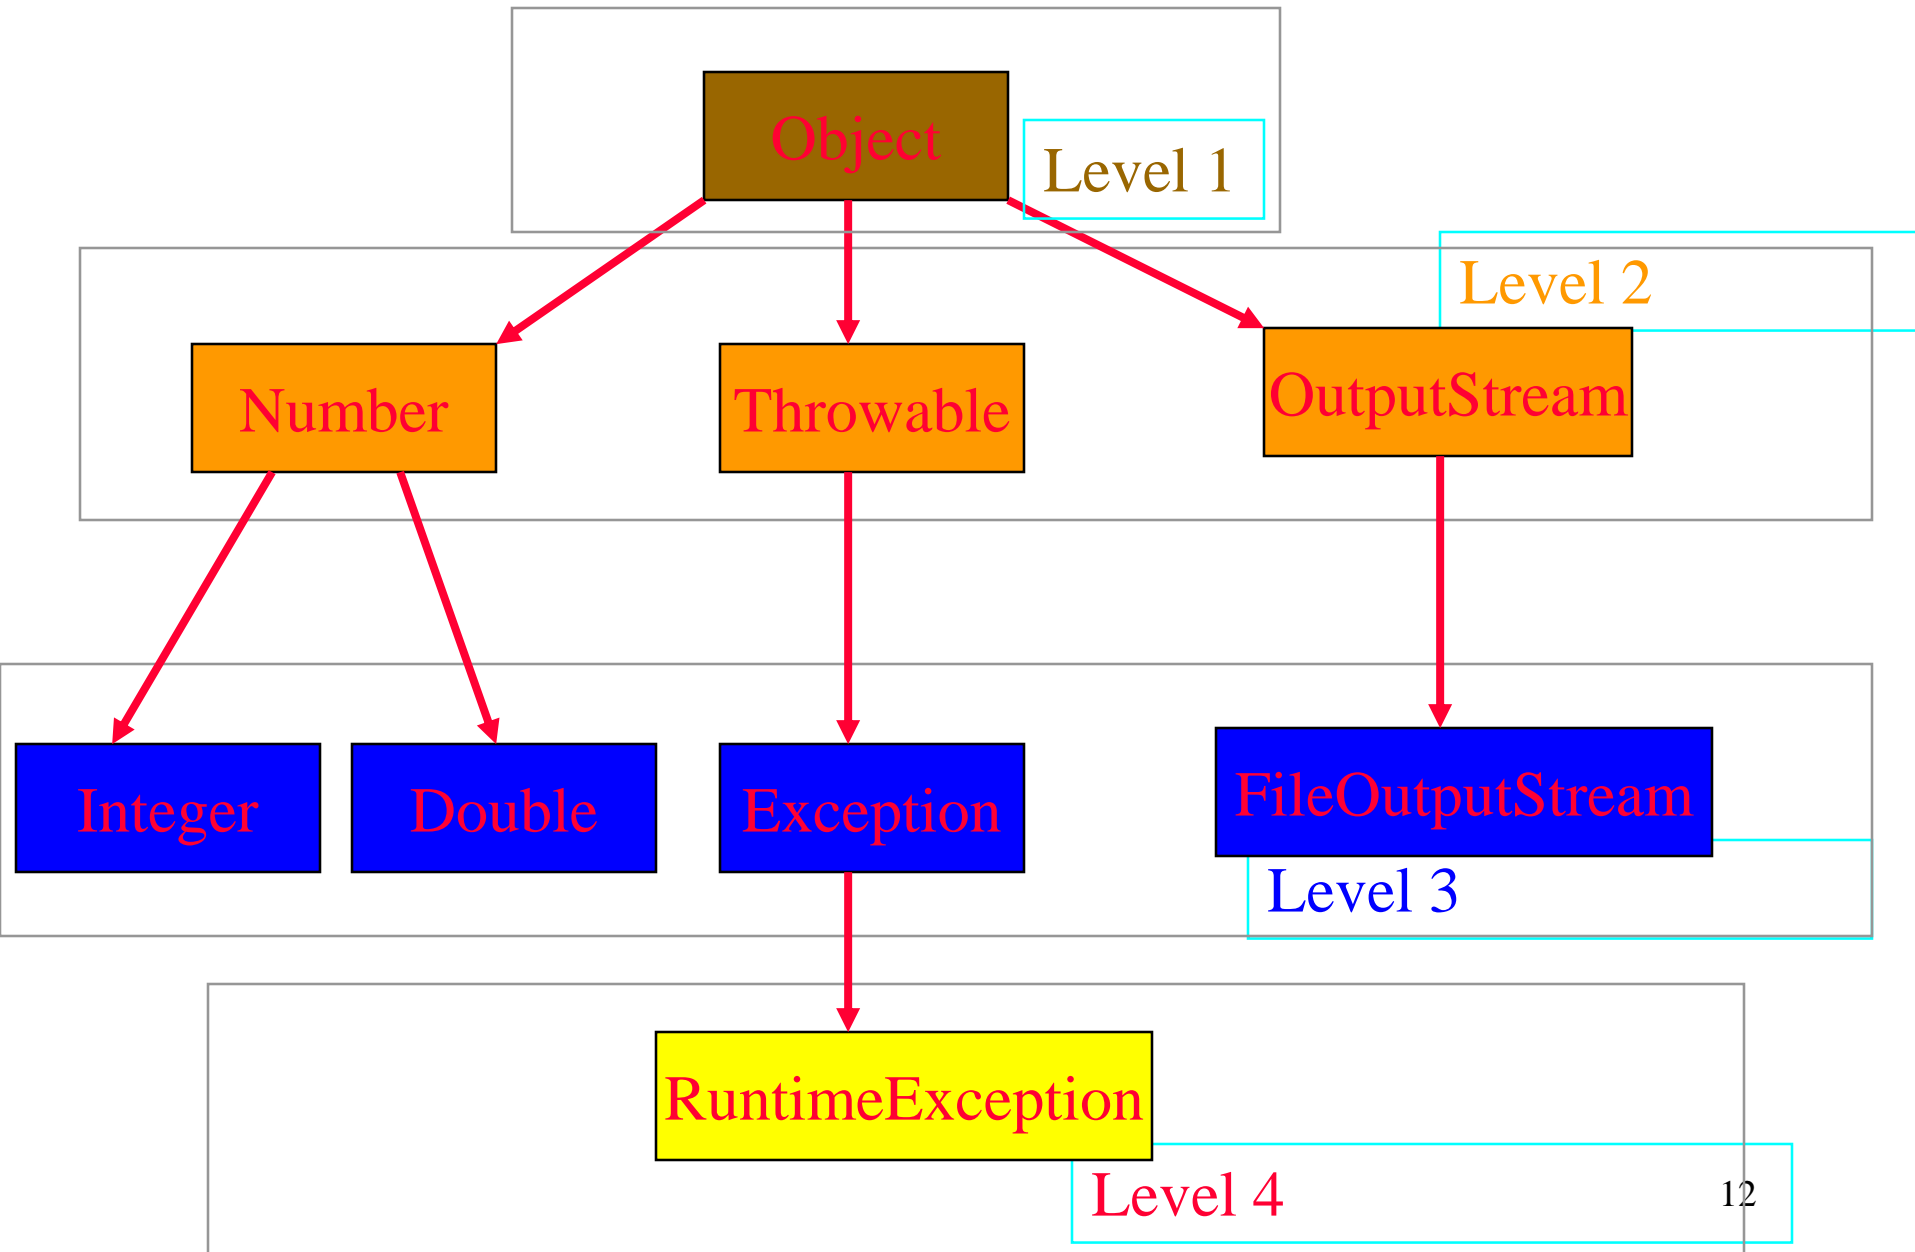 Object
Level 1
Level 2
Number
Throwable
OutputStream
Integer
Double
Exception
FileOutputStream
Level 3
RuntimeException
Level 4
12